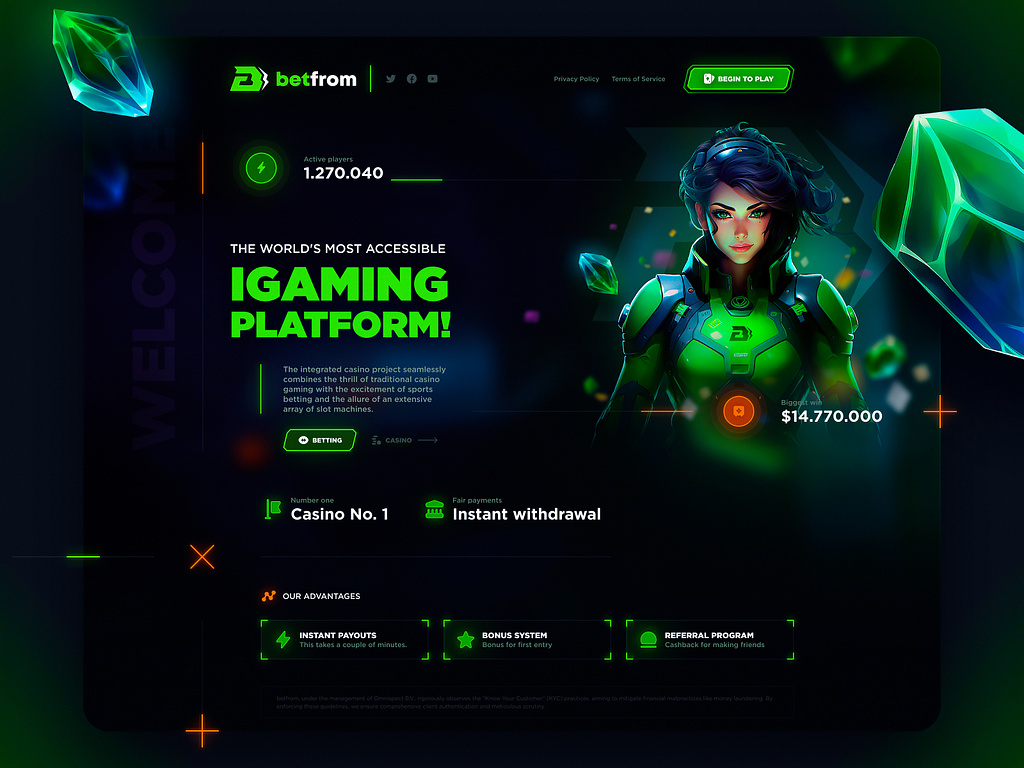 betfrom
Privacy Policy
Terms of Service
BEGIN TO PLAY
WELCOME
Active players
1.270.040
THE WORLD'S MOST ACCESSIBLE
IGAMING
PLATFORM!
The integrated casino project seamlessly
combines the thrill of traditional casino
gaming with the excitement of sports
betting and the allure of an extensive
array of slot machines.
BETTING
CASINO
Biggest win
$14.770.000
Number one
Casino No. 1
Fair payments
Instant withdrawal
OUR ADVANTAGES
INSTANT PAYOUTS
This takes a couple of minutes.
BONUS SYSTEM
Bonus for first entry
REFERRAL PROGRAM
Cashback for making friends
betfrom, under the management of B.V., rigorously observes the "Know Your Customer" (KYC) practices, aiming to mitigate financial like money laundering. By
enforcing these guidelines, we ensure comprehensive client authentication and meticulous scrutiny.